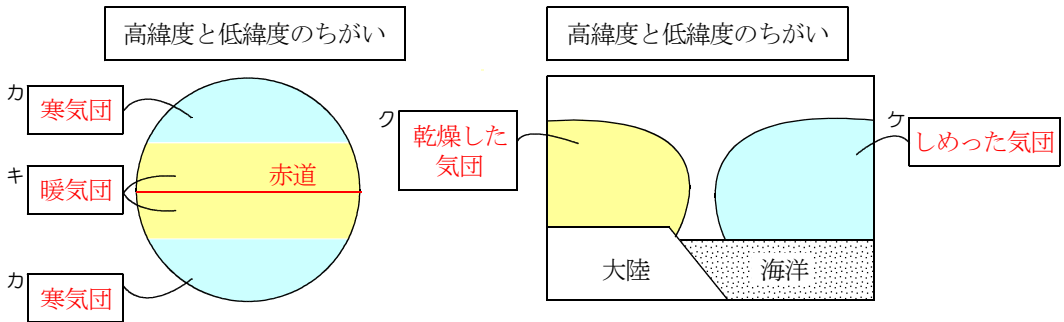 高緯度と低緯度のちがい
カ
寒気団
キ
暖気団
赤道
カ
寒気団
高緯度と低緯度のちがい
ク
乾燥した
気団
ケ
しめった気団
大陸
海洋